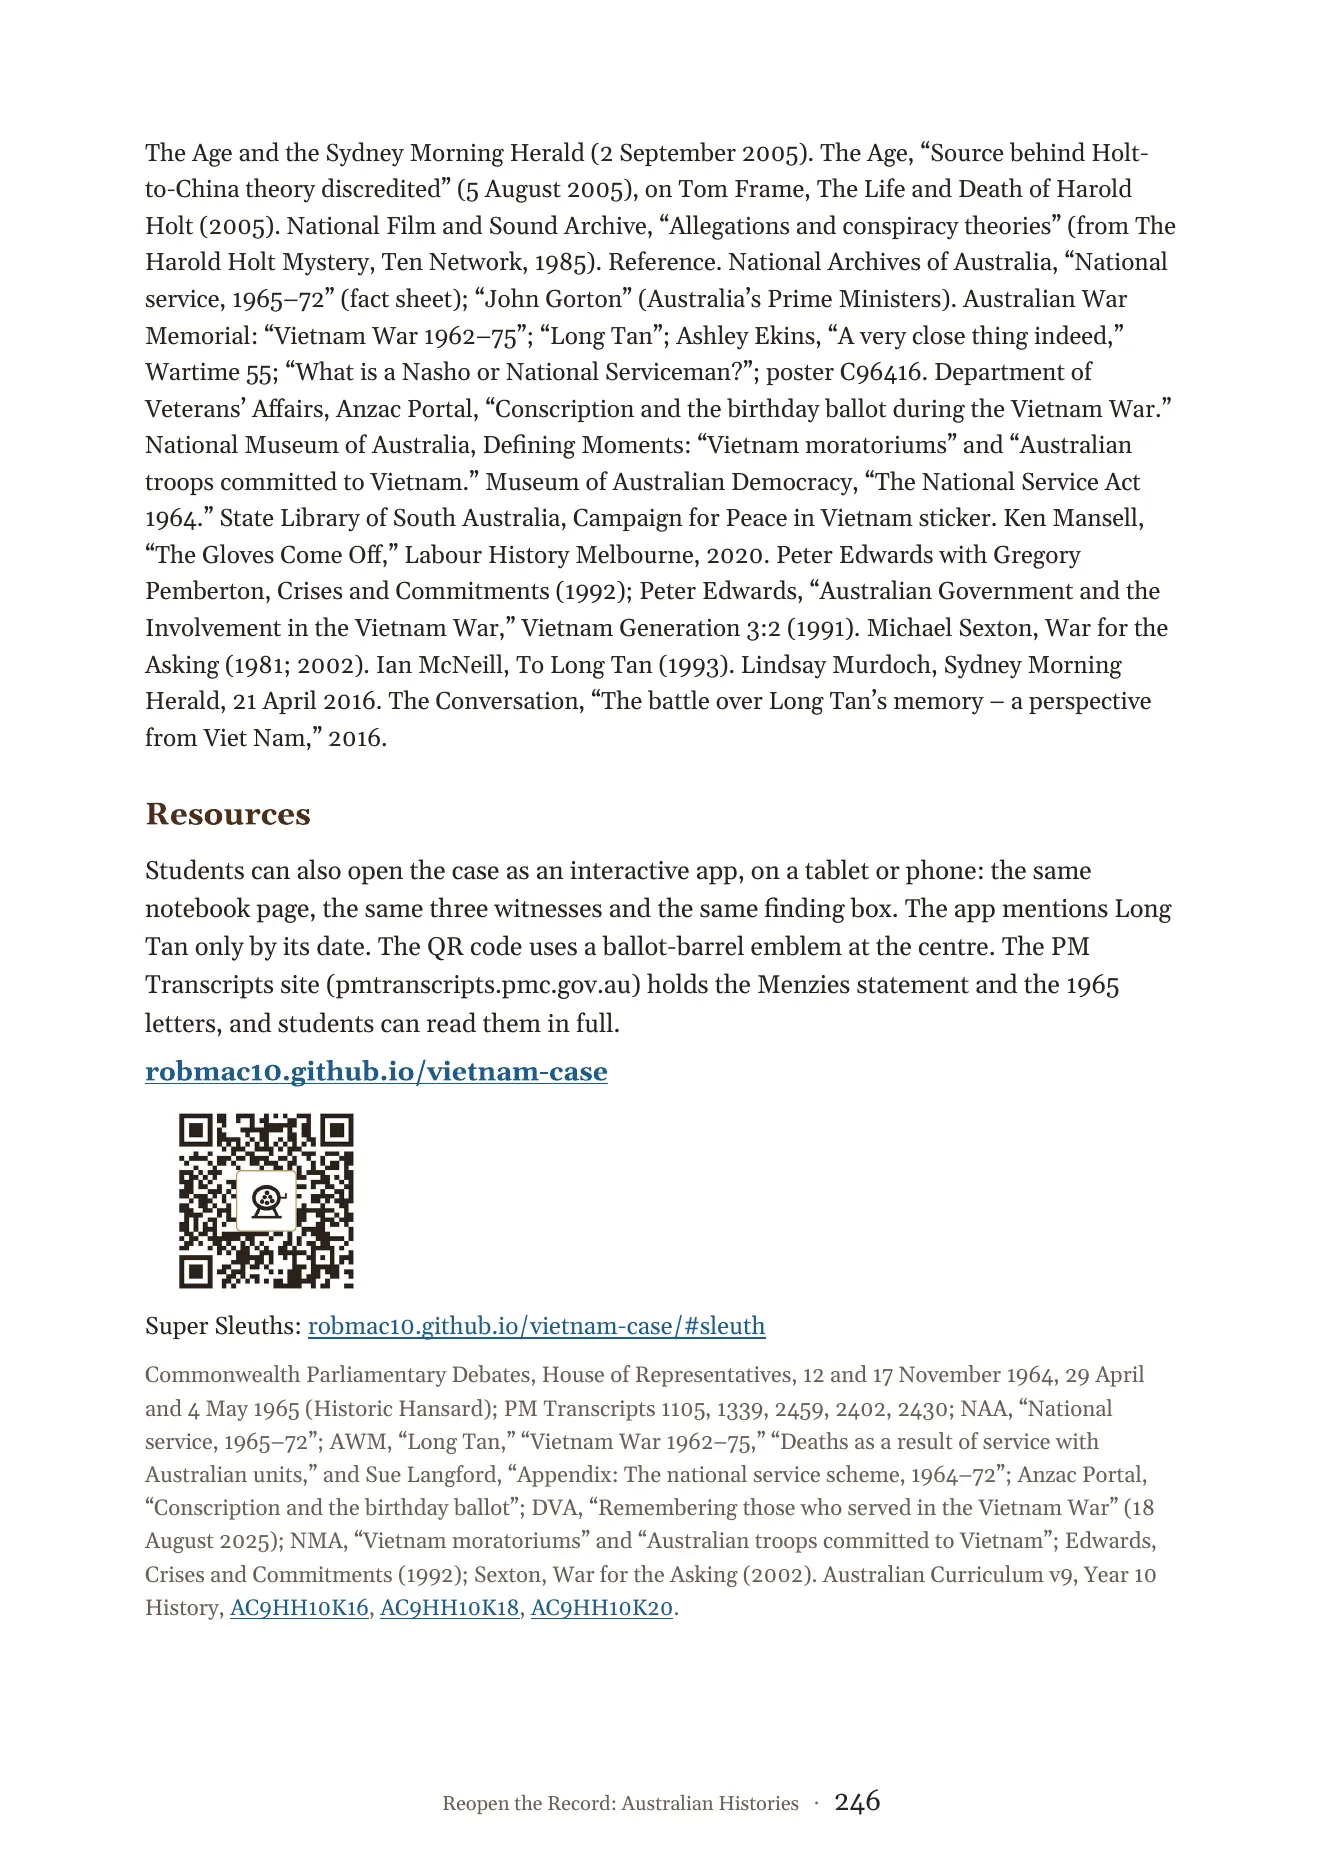 The Age and the Sydney Morning Herald (2 September 2005). The Age, “Source behind Holt-
to-China theory discredited” (5 August 2005), on Tom Frame, The Life and Death of Harold
Holt (2005). National Film and Sound Archive, “Allegations and conspiracy theories” (from The
Harold Holt Mystery, Ten Network, 1985). Reference. National Archives of Australia, “National
service, 1965–72” (fact sheet); “John Gorton” (Australia’s Prime Ministers). Australian War
Memorial: “Vietnam War 1962–75”; “Long Tan”; Ashley Ekins, “A very close thing indeed,”
Wartime 55; “What is a Nasho or National Serviceman?”; poster C96416. Department of
Veterans’ Affairs, Anzac Portal, “Conscription and the birthday ballot during the Vietnam War.”
National Museum of Australia, Defining Moments: “Vietnam moratoriums” and “Australian
troops committed to Vietnam.” Museum of Australian Democracy, “The National Service Act
1964.” State Library of South Australia, Campaign for Peace in Vietnam sticker. Ken Mansell,
“The Gloves Come Off,” Labour History Melbourne, 2020. Peter Edwards with Gregory
Pemberton, Crises and Commitments (1992); Peter Edwards, “Australian Government and the
Involvement in the Vietnam War,” Vietnam Generation 3:2 (1991). Michael Sexton, War for the
Asking (1981; 2002). Ian McNeill, To Long Tan (1993). Lindsay Murdoch, Sydney Morning
Herald, 21 April 2016. The Conversation, “The battle over Long Tan’s memory – a perspective
from Viet Nam,” 2016.
Resources
Students can also open the case as an interactive app, on a tablet or phone: the same
notebook page, the same three witnesses and the same finding box. The app mentions Long
Tan only by its date. The QR code uses a ballot-barrel emblem at the centre. The PM
Transcripts site (pmtranscripts.pmc.gov.au) holds the Menzies statement and the 1965
letters, and students can read them in full.
robmac10.github.io/vietnam-case
Super Sleuths: robmac10.github.io/vietnam-case/#sleuth
Commonwealth Parliamentary Debates, House of Representatives, 12 and 17 November 1964, 29 April
and 4 May 1965 (Historic Hansard); PM Transcripts 1105, 1339, 2459, 2402, 2430; NAA, “National
service, 1965–72”; AWM, “Long Tan,” “Vietnam War 1962–75,” “Deaths as a result of service with
Australian units,” and Sue Langford, “Appendix: The national service scheme, 1964–72”; Anzac Portal,
“Conscription and the birthday ballot”; DVA, “Remembering those who served in the Vietnam War” (18
August 2025); NMA, “Vietnam moratoriums” and “Australian troops committed to Vietnam”; Edwards,
Crises and Commitments (1992); Sexton, War for the Asking (2002). Australian Curriculum v9, Year 10
History, AC9HH10K16, AC9HH10K18, AC9HH10K20.
Reopen the Record: Australian Histories · 246